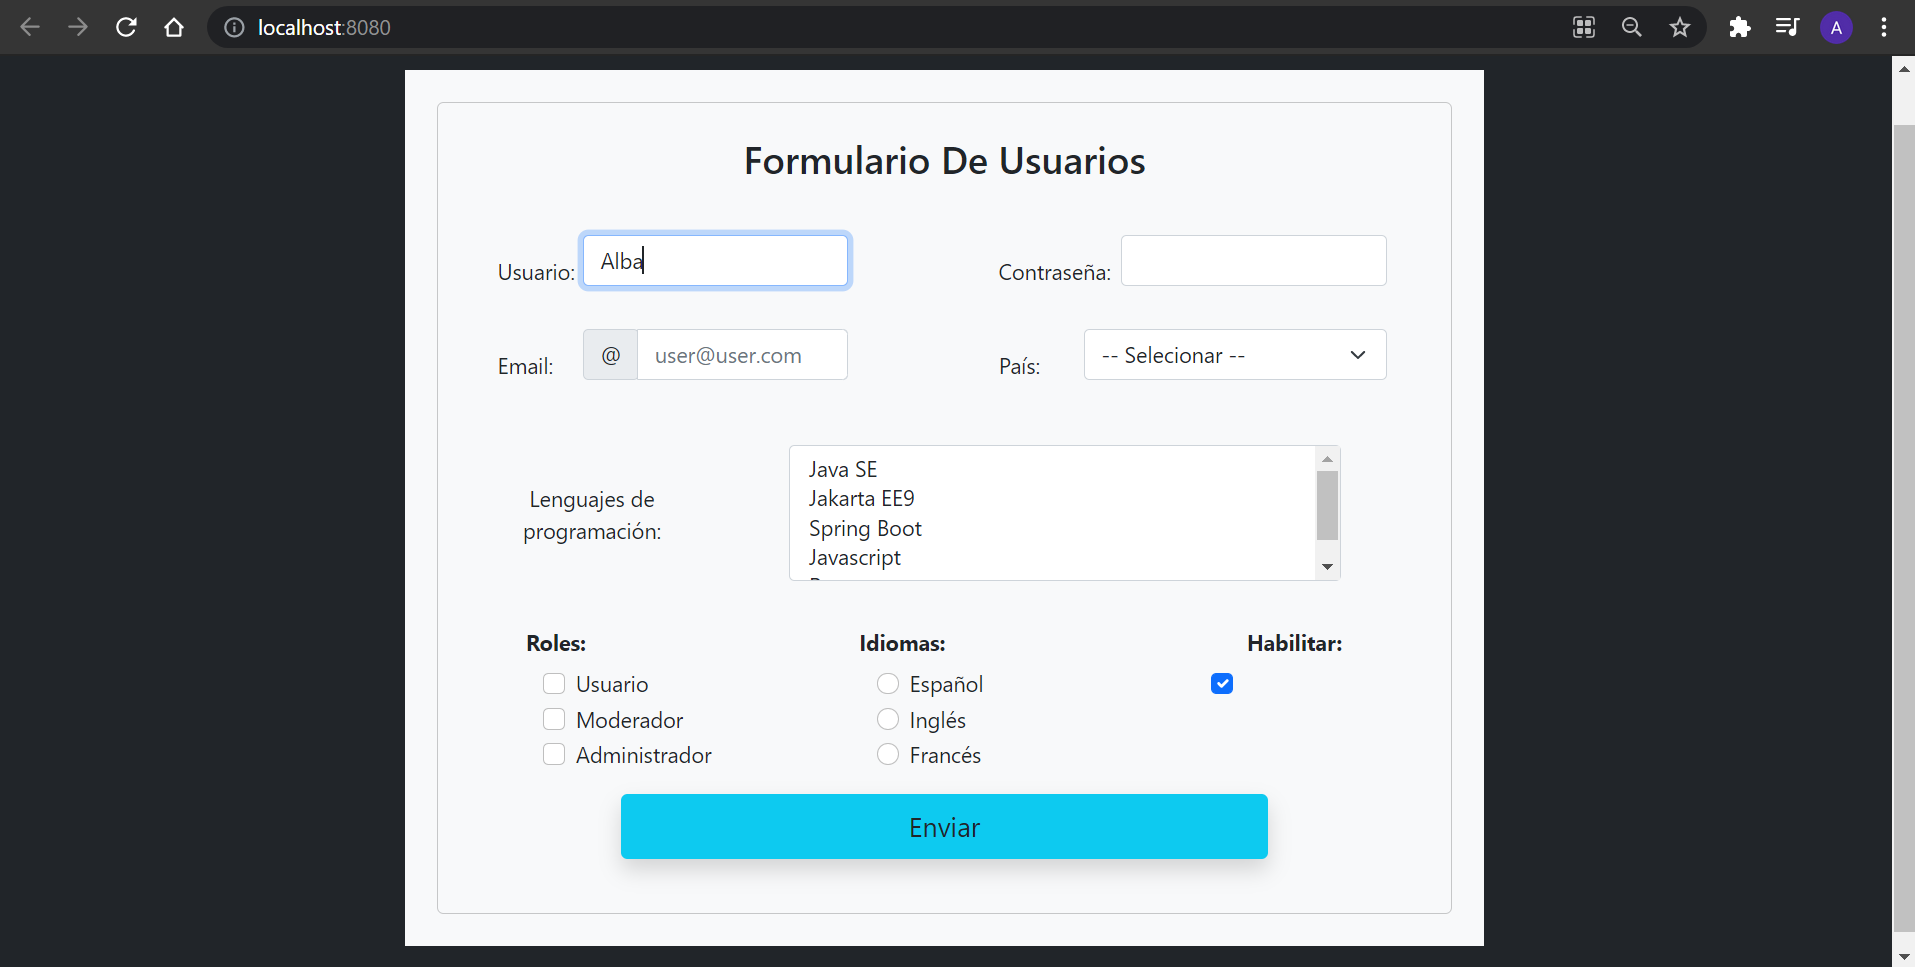 localhost:8080
A
Formulario De Usuarios
Usuario: Alba
Contraseña:
Email: @ user@user.com
País: -- Selecionar --
Lenguajes de
programación:
Java SE
Jakarta EE9
Spring Boot
Javascript
Roles:
Usuario
Moderador
Administrador
Idiomas:
Español
Inglés
Francés
Habilitar:
Enviar